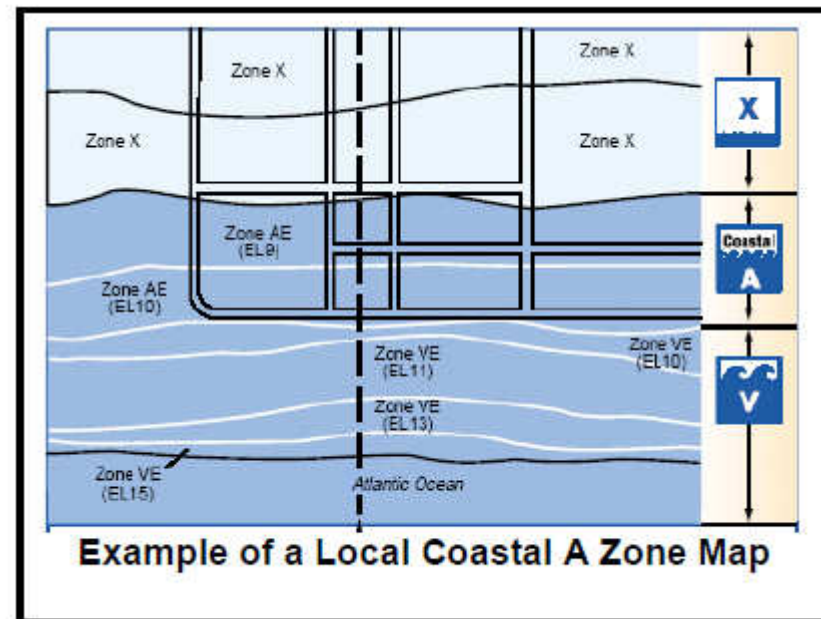 Zone X
Zone X
Zone X
Zone X
X
Zone AE
(EL9)
Coastal
A
Zone AE
(EL10)
Zone VE
(EL11)
Zone VE
(EL10)
V
Zone VE
(EL13)
Zone VE
(EL15)
Atlantic Ocean
Example of a Local Coastal A Zone Map